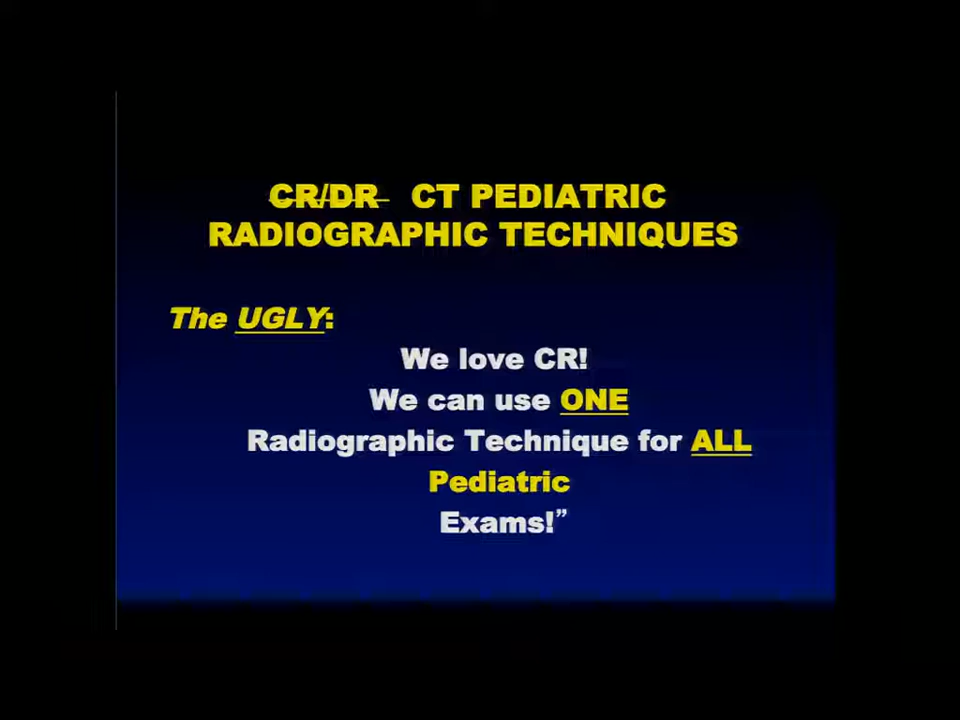 CR/DR CT PEDIATRIC
RADIOGRAPHIC TECHNIQUES
The UGLY:
We love CR!
We can use ONE
Radiographic Technique for ALL
Pediatric
Exams!”